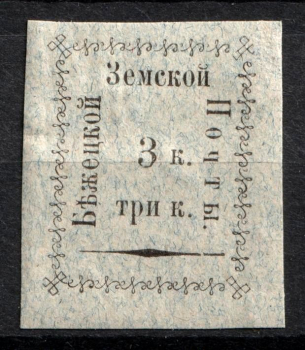 Бѣжецкой
Земской
Почты.
3 к.
три к.